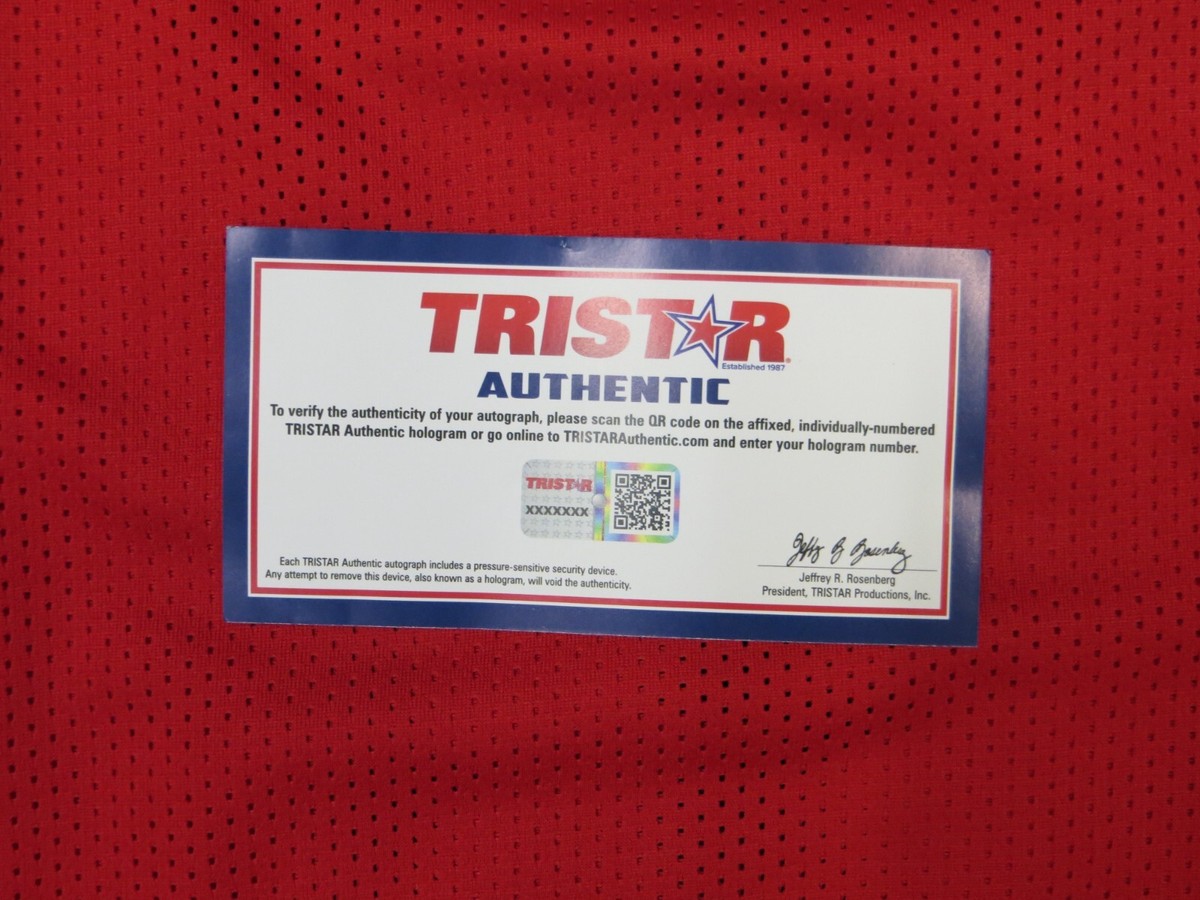 TRISTAR
Established 1987
AUTHENTIC
To verify the authenticity of your autograph, please scan the QR code on the affixed, individually-numbered
TRISTAR Authentic hologram or go online to TRISTARAuthentic.com and enter your hologram number.
TRISTAR
XXXXXXX
Each TRISTAR Authentic autograph includes a pressure-sensitive security device.
Any attempt to remove this device, also known as a hologram, will void the authenticity.
Jeffrey R. Rosenberg
President, TRISTAR Productions, Inc.